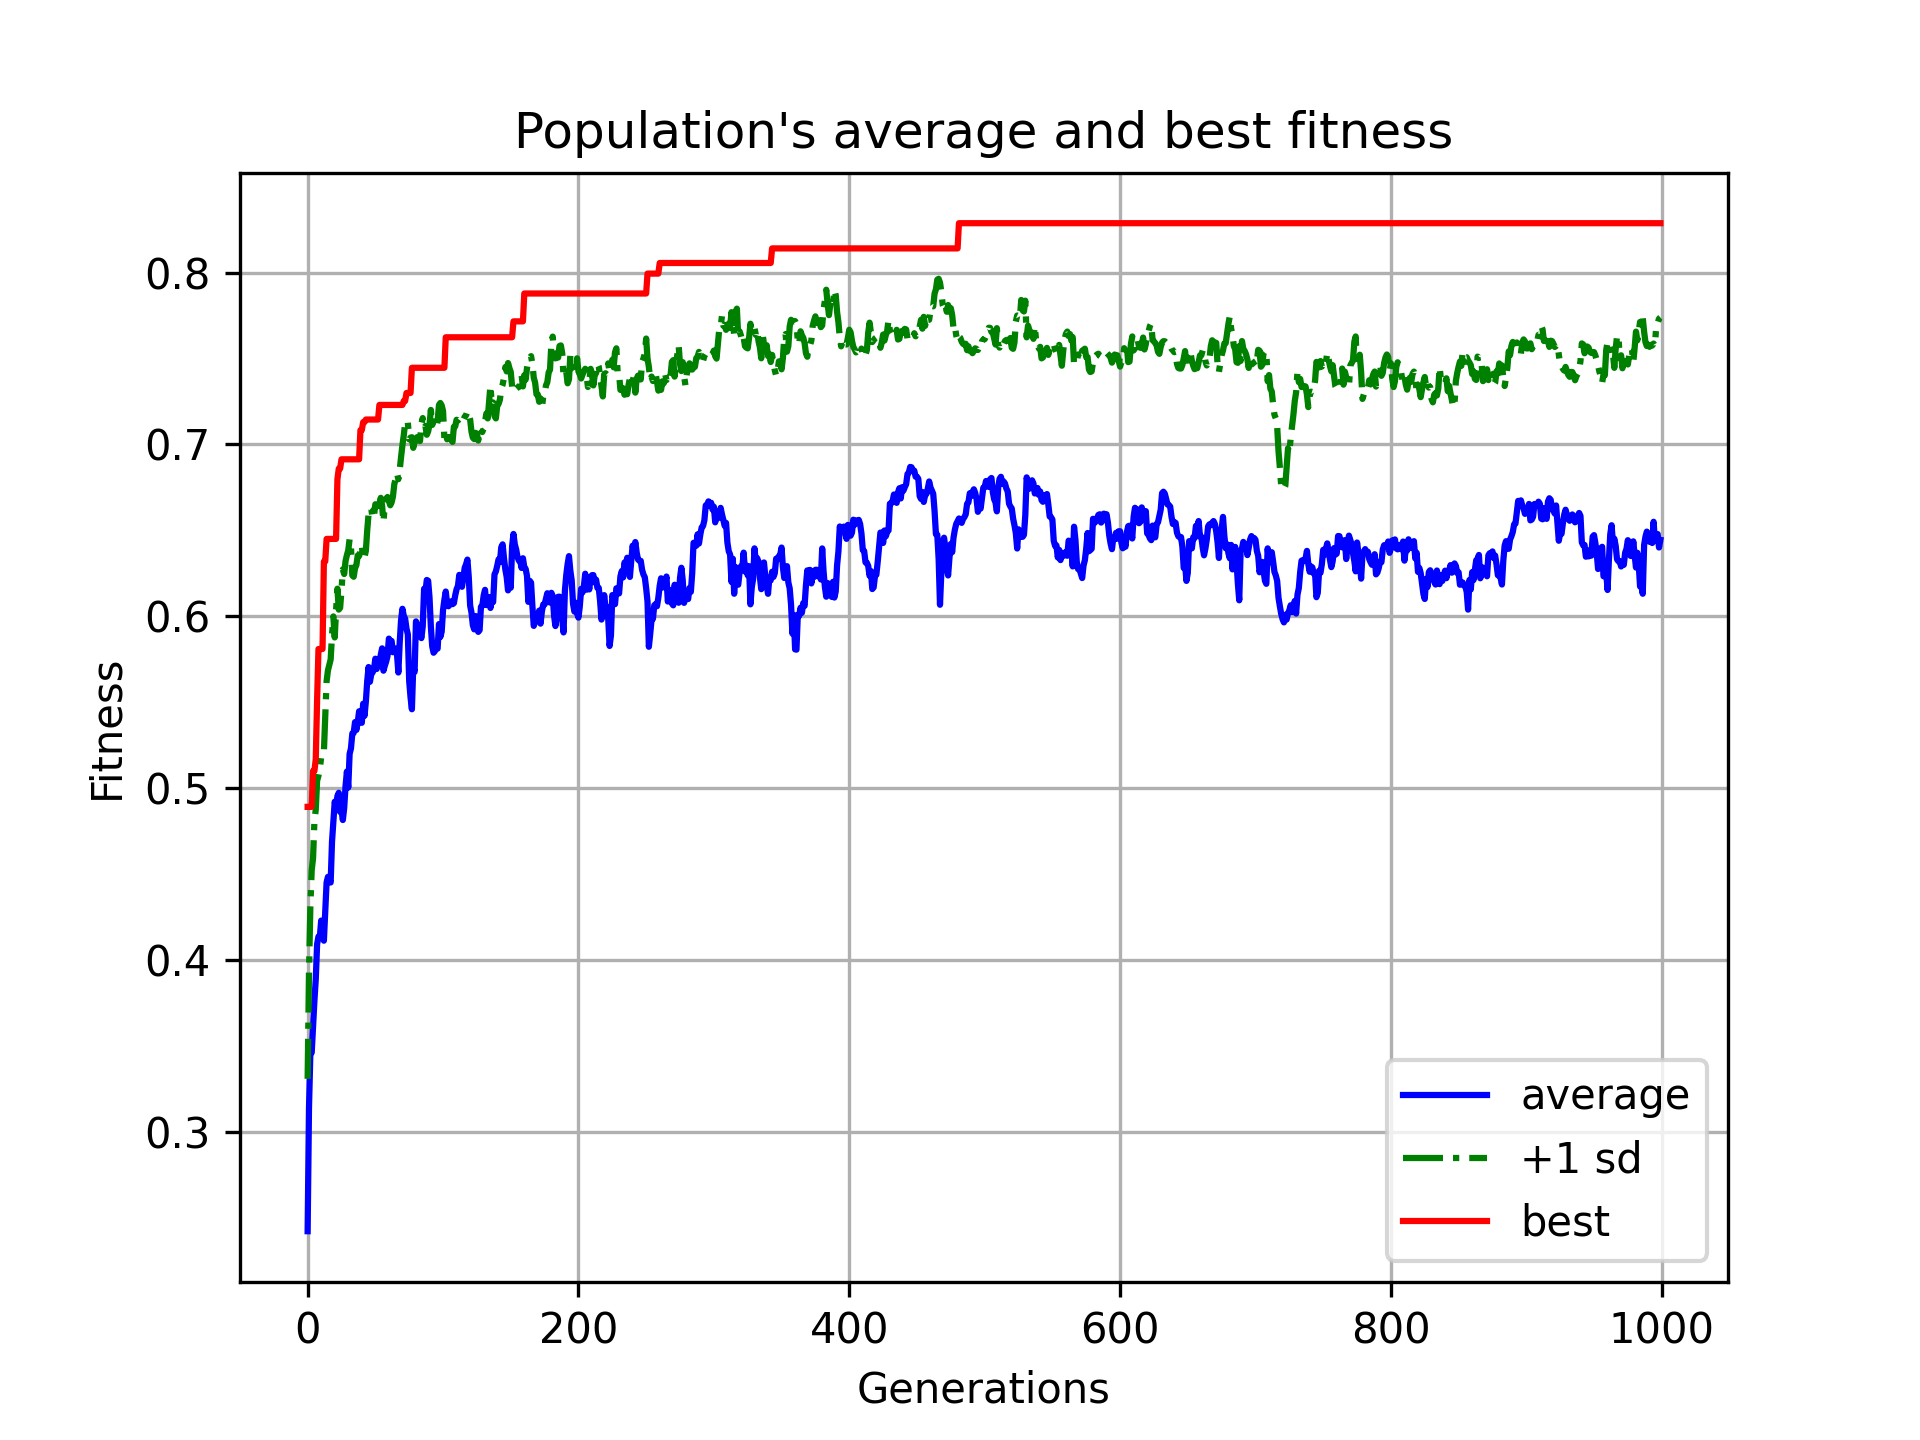 Population's average and best fitness
0.8
0.7
0.6
0.5
0.4
0.3
Fitness
0 200 400 600 800 1000
Generations
average
+1 sd
best